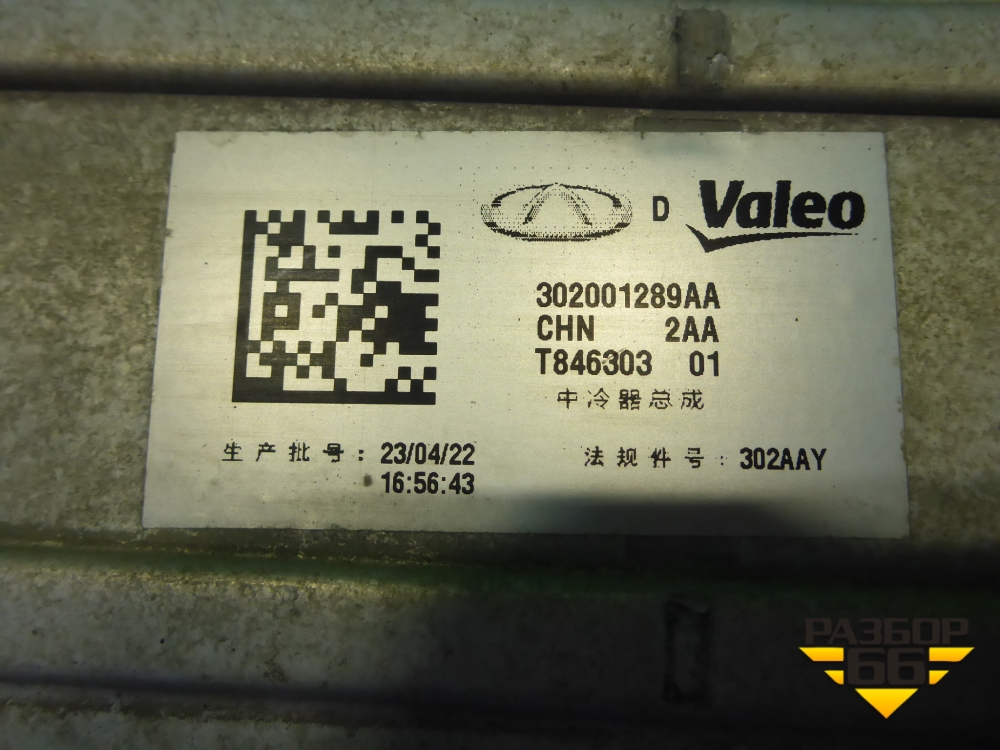 D Valeo
302001289AA
CHN 2AA
T846303 01
中冷器总成
生产批号: 23/04/22
16:56:43
法规件号: 302AAY
РАЗБОР
66